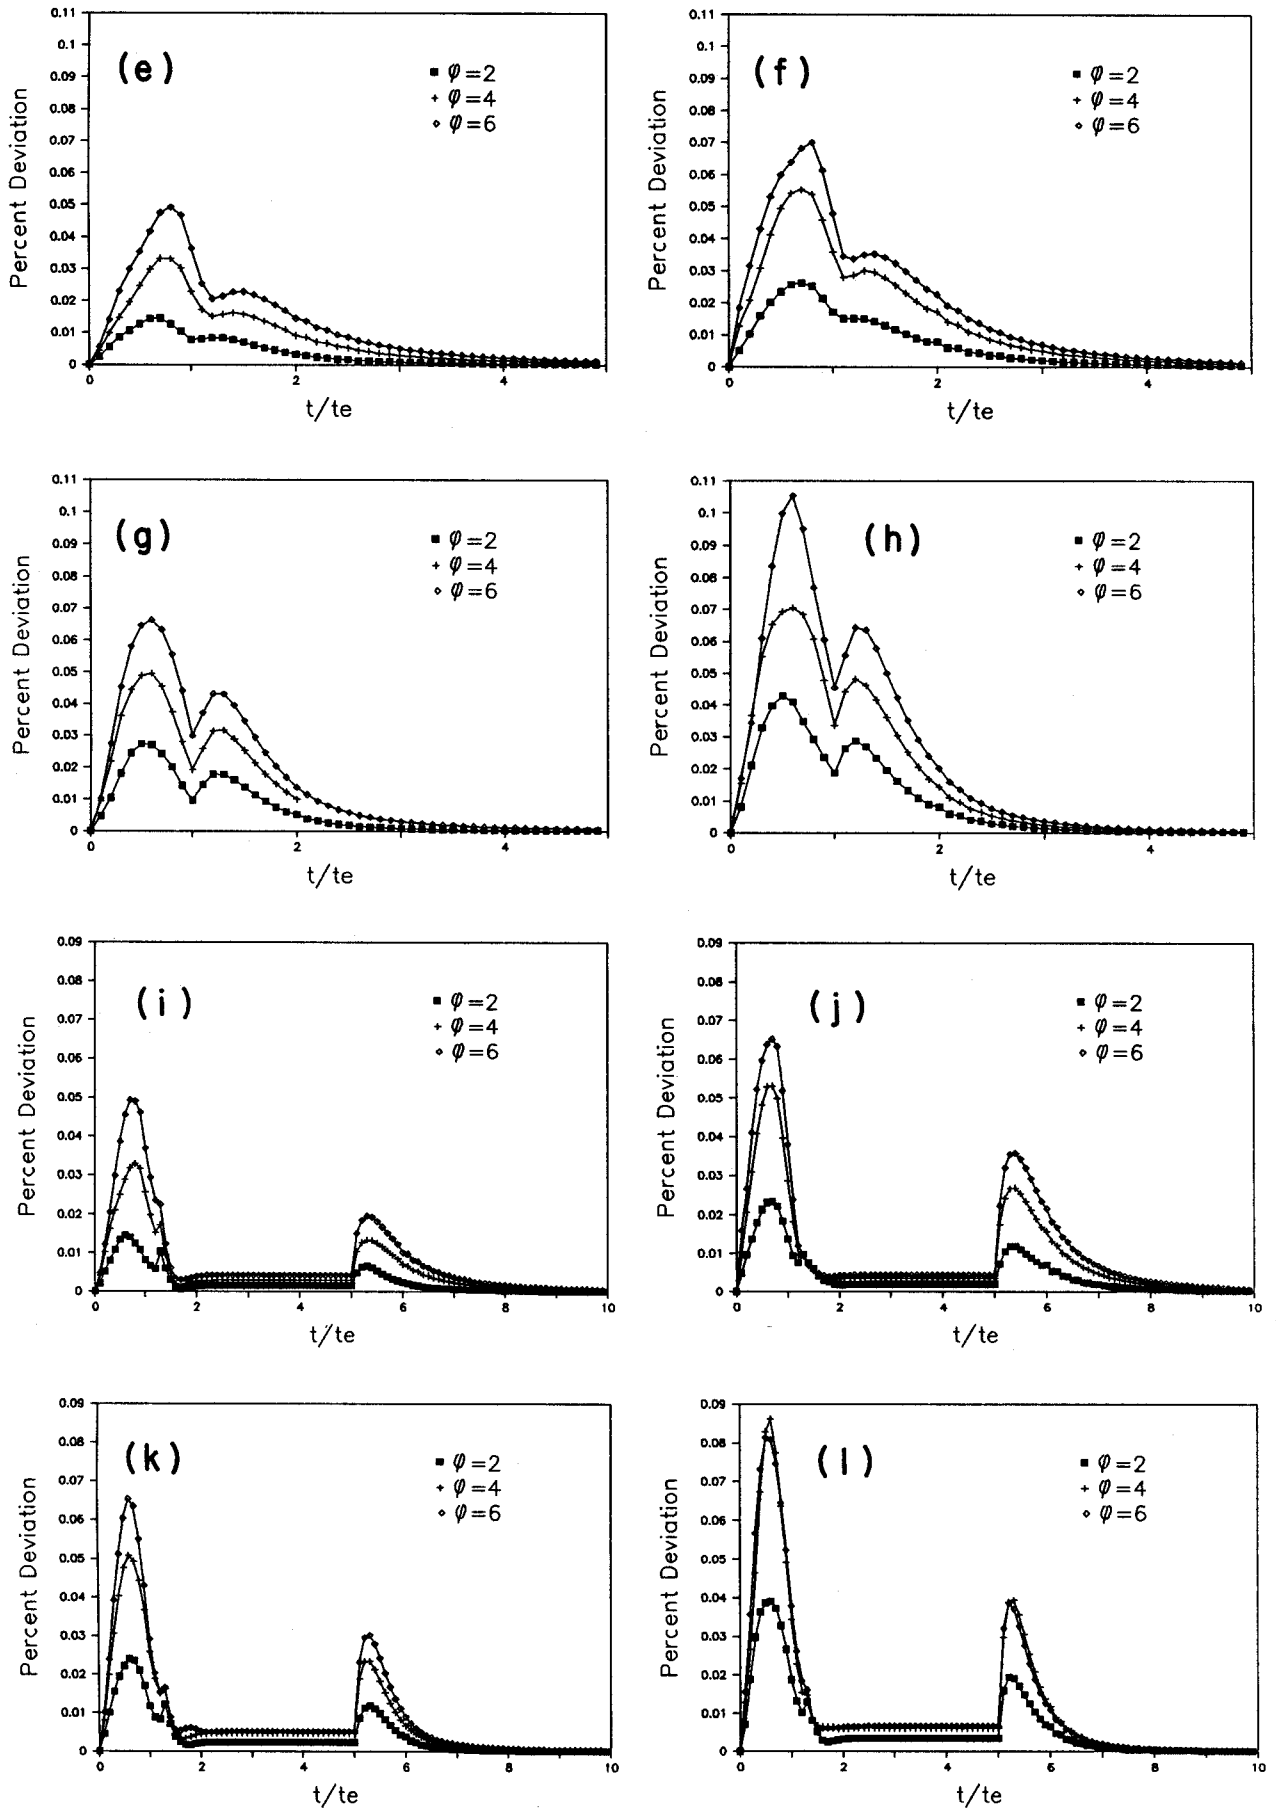 (e)
φ=2
φ=4
φ=6
0.11
0.1
0.09
0.08
0.07
0.06
0.05
0.04
0.03
0.02
0.01
0
Percent Deviation
0 2 4
t/te
(f)
φ=2
φ=4
φ=6
0.11
0.1
0.09
0.08
0.07
0.06
0.05
0.04
0.03
0.02
0.01
0
Percent Deviation
0 2 4
t/te
(g)
φ=2
φ=4
φ=6
0.11
0.1
0.09
0.08
0.07
0.06
0.05
0.04
0.03
0.02
0.01
0
Percent Deviation
0 2 4
t/te
(h)
φ=2
φ=4
φ=6
0.11
0.1
0.09
0.08
0.07
0.06
0.05
0.04
0.03
0.02
0.01
0
Percent Deviation
0 2 4
t/te
(i)
φ=2
φ=4
φ=6
0.09
0.08
0.07
0.06
0.05
0.04
0.03
0.02
0.01
0
Percent Deviation
0 2 4 6 8 10
t/te
(j)
φ=2
φ=4
φ=6
0.09
0.08
0.07
0.06
0.05
0.04
0.03
0.02
0.01
0
Percent Deviation
0 2 4 6 8 10
t/te
(k)
φ=2
φ=4
φ=6
0.09
0.08
0.07
0.06
0.05
0.04
0.03
0.02
0.01
0
Percent Deviation
0 2 4 6 8 10
t/te
(l)
φ=2
φ=4
φ=6
0.09
0.08
0.07
0.06
0.05
0.04
0.03
0.02
0.01
0
Percent Deviation
0 2 4 6 8 10
t/te